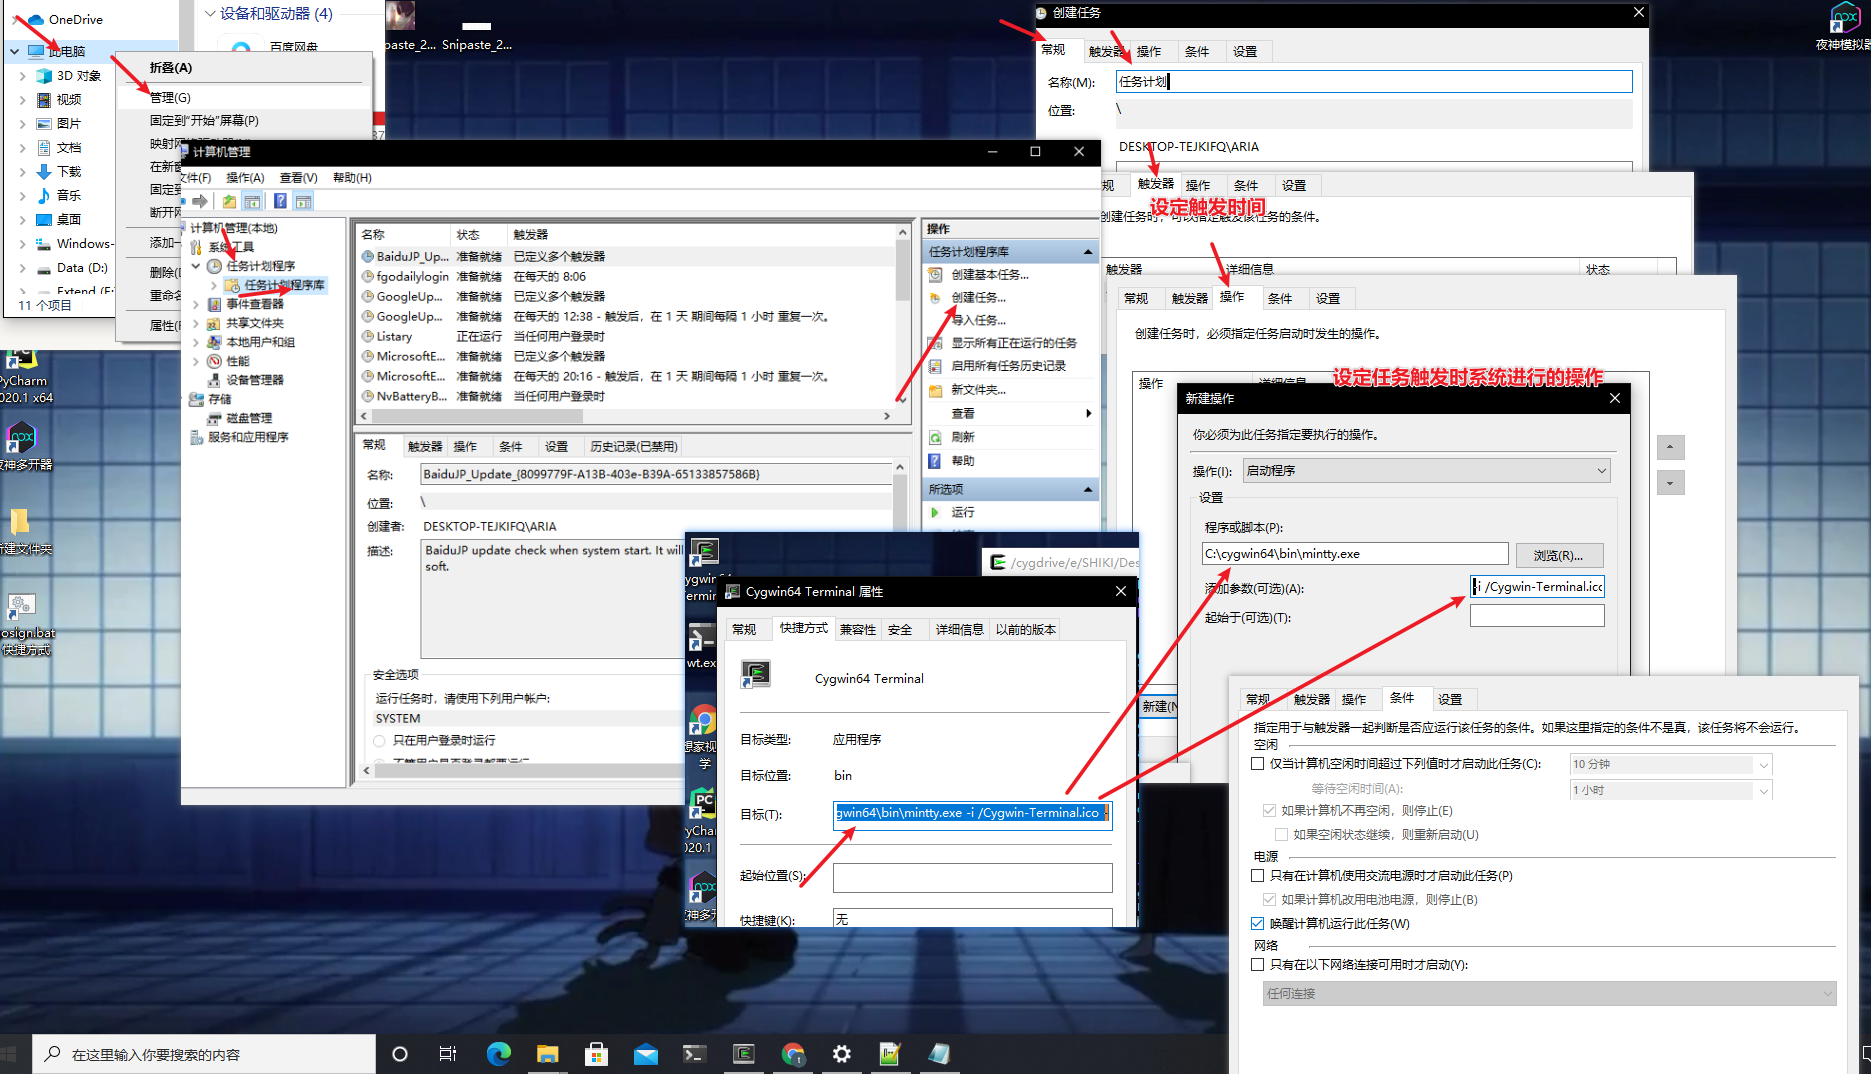 OneDrive
此电脑
3D 对象
视频
图片
文档
下载
音乐
桌面
Windows-
Data (D:)
11 个项目
设备和驱动器 (4)
百度网盘
折叠(A)
管理(G)
固定到"开始"屏幕(P)
在新窗
固定到
断开网
添加一
删除(D
重命名
属性(R
paste_2...
Snipaste_2...
夜神模拟器
PyCharm
020.1 x64
夜神多开器
新建文件夹
osign.bat
快捷方式
计算机管理
文件(F)
操作(A)
查看(V)
帮助(H)
计算机管理(本地)
系统工具
任务计划程序
任务计划程序库
事件查看器
共享文件夹
本地用户和组
性能
设备管理器
存储
磁盘管理
服务和应用程序
名称 状态 触发器
BaiduJP_Up... 准备就绪 已定义多个触发器
fgodailylogin 准备就绪 在每天的 8:06
GoogleUp... 准备就绪 已定义多个触发器
GoogleUp... 准备就绪 在每天的 12:38 - 触发后，在 1 天 期间每隔 1 小时 重复一次。
Listary 正在运行 当任何用户登录时
MicrosoftE... 准备就绪 已定义多个触发器
MicrosoftE... 准备就绪 在每天的 20:16 - 触发后，在 1 天 期间每隔 1 小时 重复一次。
NvBatteryB... 准备就绪 当任何用户登录时
常规 触发器 操作 条件 设置 历史记录(已禁用)
名称: BaiduJP_Update_{8099779F-A13B-403e-B39A-65133857586B}
位置: \
创建者: DESKTOP-TEJKIFQ\ARIA
描述: BaiduJP update check when system start. It will
soft.
安全选项
运行任务时，请使用下列用户帐户:
SYSTEM
只在用户登录时运行
操作
任务计划程序库
创建基本任务...
创建任务...
导入任务...
显示所有正在运行的任务
启用所有任务历史记录
新文件夹...
查看
刷新
帮助
所选项
运行
ygwin64
Termin
wt.ex
想家视
学
PyChar
020.1
夜神多开
/cygdrive/e/SHIKI/Des
Cygwin64 Terminal 属性
常规 快捷方式 兼容性 安全 详细信息 以前的版本
Cygwin64 Terminal
目标类型: 应用程序
目标位置: bin
目标(T): gwin64\bin\mintty.exe -i /Cygwin-Terminal.ico -
起始位置(S):
快捷键(K): 无
创建任务
常规 触发器 操作 条件 设置
名称(M): 任务计划
位置: \
DESKTOP-TEJKIFQ\ARIA
规 触发器 操作 条件 设置
设定触发时间
创建任务时，可以指定触发该任务的条件。
触发器 详细信息 状态
常规 触发器 操作 条件 设置
创建任务时，必须指定任务启动时发生的操作。
操作 详细信息
设定任务触发时系统进行的操作
新建(N
新建操作
你必须为此任务指定要执行的操作。
操作(I): 启动程序
设置
程序或脚本(P):
C:\cygwin64\bin\mintty.exe
浏览(R)...
添加参数(可选)(A): -i /Cygwin-Terminal.ico
起始于(可选)(T):
常规 触发器 操作 条件 设置
指定用于与触发器一起判断是否应运行该任务的条件。如果这里指定的条件不是真，该任务将不会运行。
空闲
仅当计算机空闲时间超过下列值时才启动此任务(C): 10 分钟
等待空闲时间(A): 1 小时
如果计算机不再空闲，则停止(E)
如果空闲状态继续，则重新启动(U)
电源
只有在计算机使用交流电源时才启动此任务(P)
如果计算机改用电池电源，则停止(B)
唤醒计算机运行此任务(W)
网络
只有在以下网络连接可用时才启动(Y):
任何连接
在这里输入你要搜索的内容